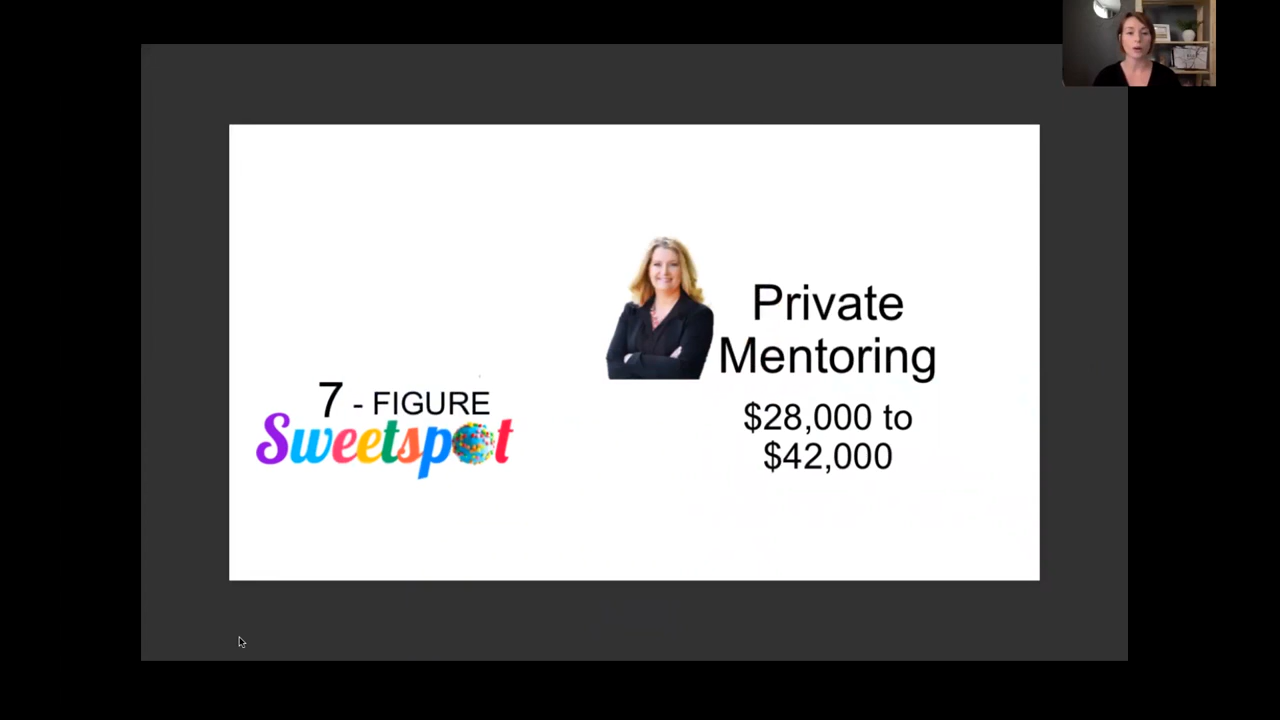 7 - FIGURE
Sweetspot
Private
Mentoring
$28,000 to
$42,000